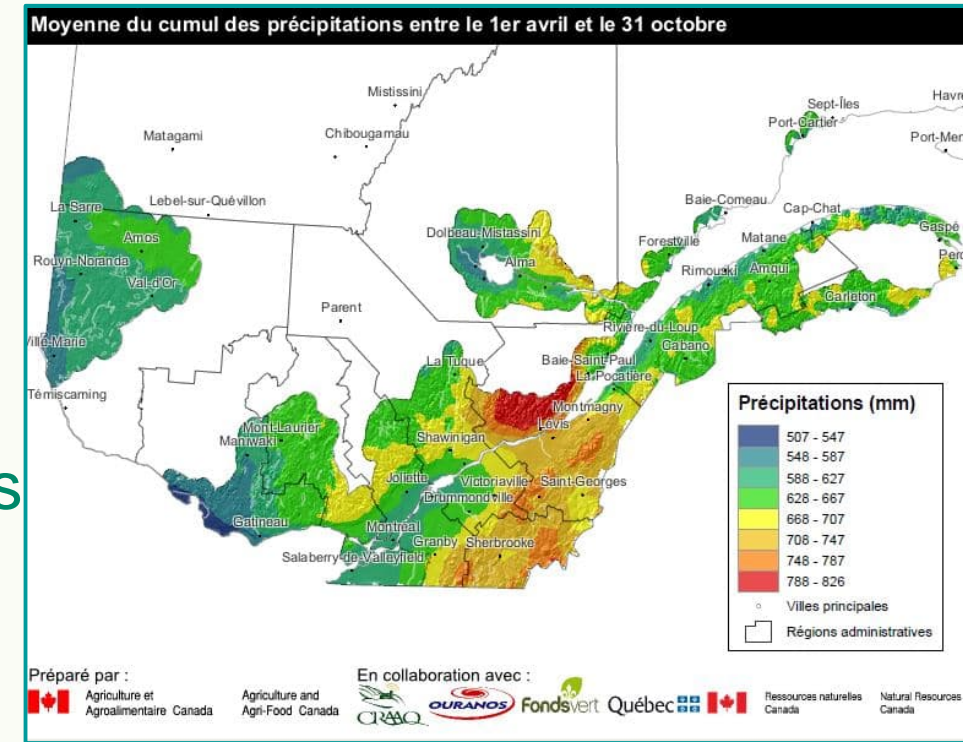 Moyenne du cumul des précipitations entre le 1er avril et le 31 octobre
Mistissini
Sept-Îles
Havre
Matagami
Chibougamau
Port-Cartier
Port-Men
La Sarre
Lebel-sur-Quévillon
Baie-Comeau
Cap-Chat
Amos
Dolbeau-Mistassini
Forestville
Matane
Gaspé
Rouyn-Noranda
Alma
Rimouski
Amqui
Perc
Val-d'Or
Carleton
Parent
Rivière-du-Loup
Ville-Marie
La Tuque
Baie-Saint-Paul
Cabano
La Pocatière
Témiscaming
Montmagny
Mont-Laurier
Shawinigan
Lévis
Maniwaki
Joliette
Victoriaville
Saint-Georges
Drummondville
Gatineau
Montréal
Granby
Sherbrooke
Salaberry-de-Valleyfield
s
Précipitations (mm)
507 - 547
548 - 587
588 - 627
628 - 667
668 - 707
708 - 747
748 - 787
788 - 826
Villes principales
Régions administratives
Préparé par :
En collaboration avec :
Agriculture et
Agroalimentaire Canada
Agriculture and
Agri-Food Canada
CRAAQ
OURANOS
Fondsvert
Québec
Ressources naturelles
Canada
Natural Resources
Canada